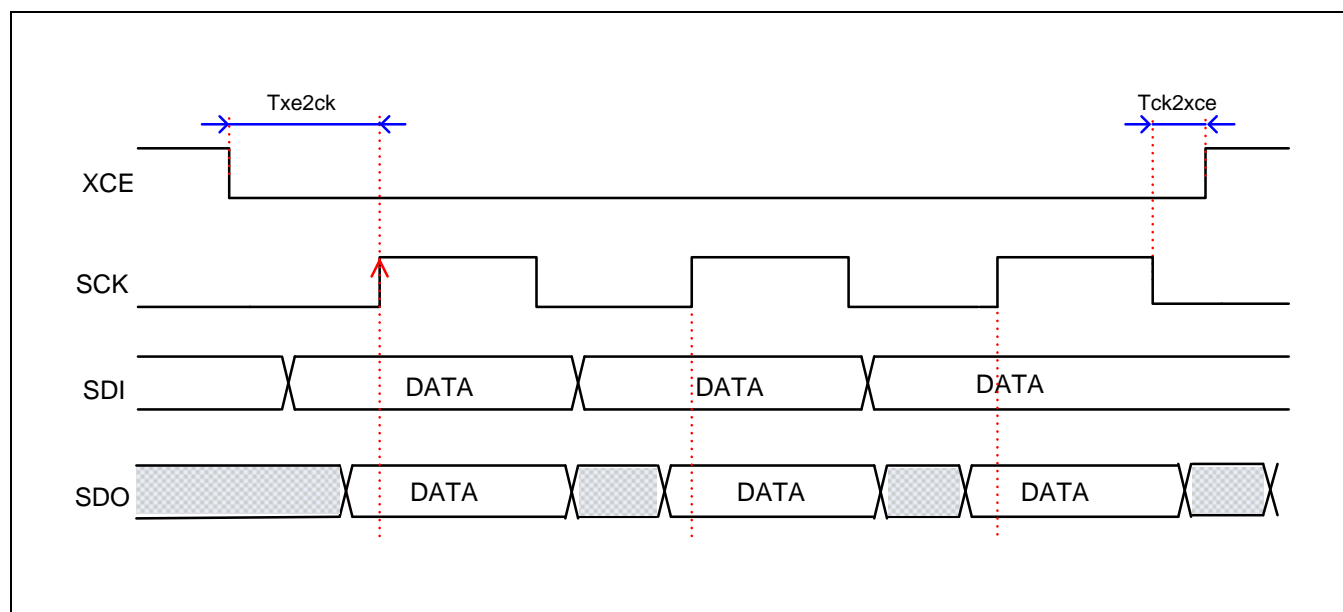 Txe2ck
Tck2xce
XCE
SCK
SDI
DATA
DATA
DATA
SDO
DATA
DATA
DATA